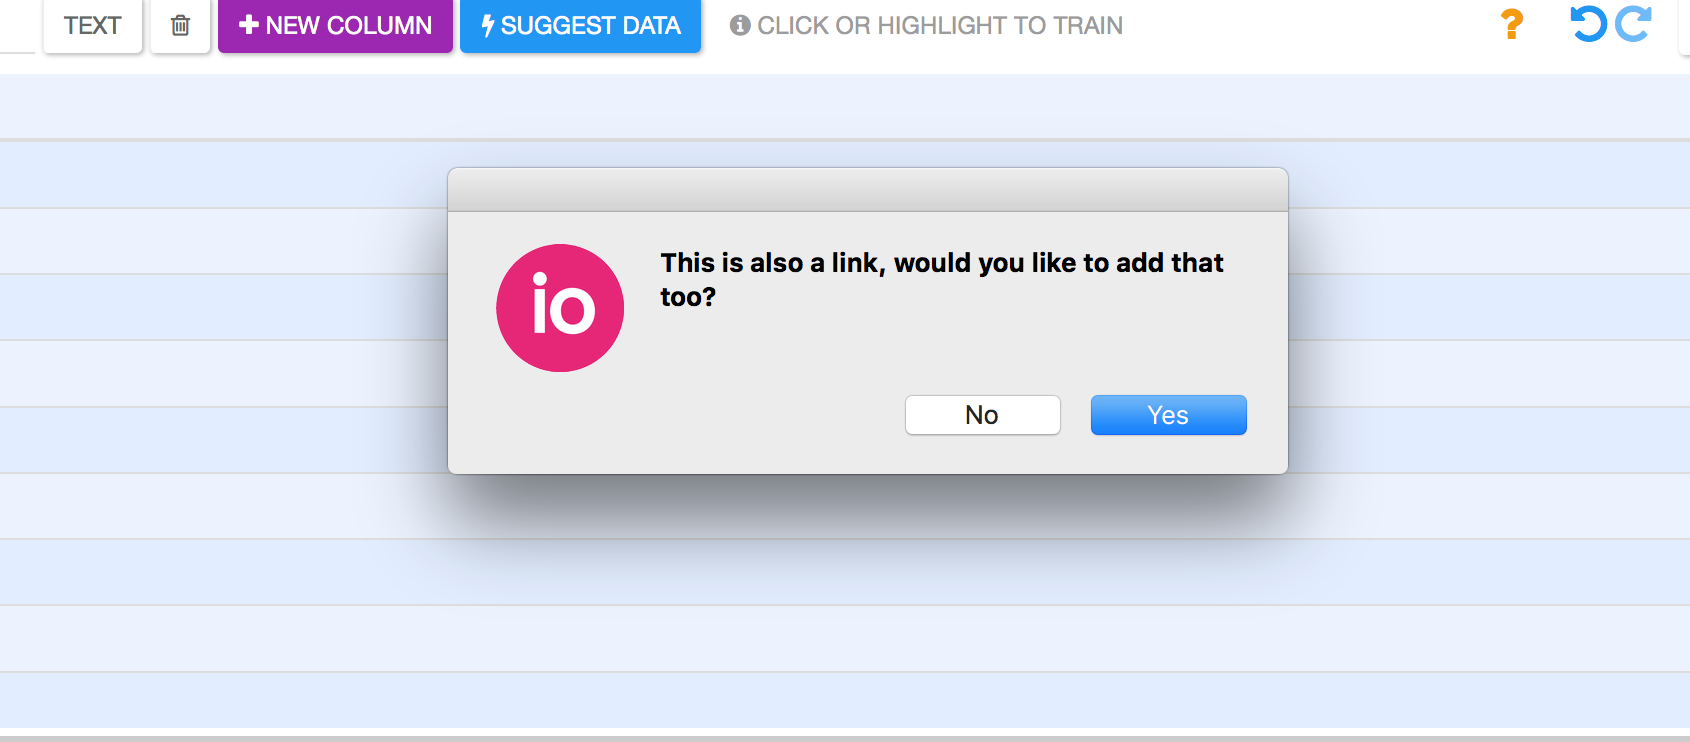 TEXT
NEW COLUMN
SUGGEST DATA
CLICK OR HIGHLIGHT TO TRAIN
io
This is also a link, would you like to add that
too?
No
Yes